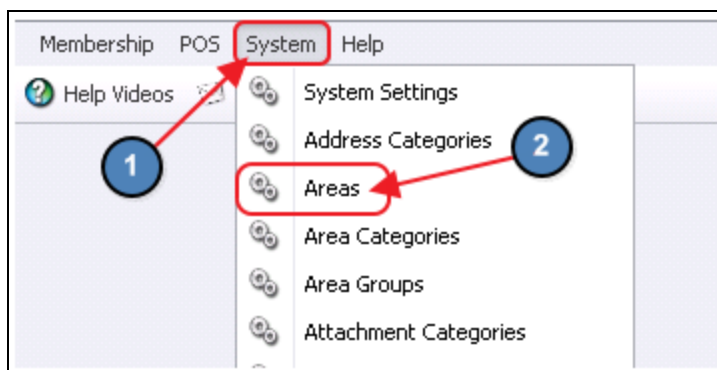 Membership POS System Help
Help Videos
System Settings
1
Address Categories
2
Areas
Area Categories
Area Groups
Attachment Categories